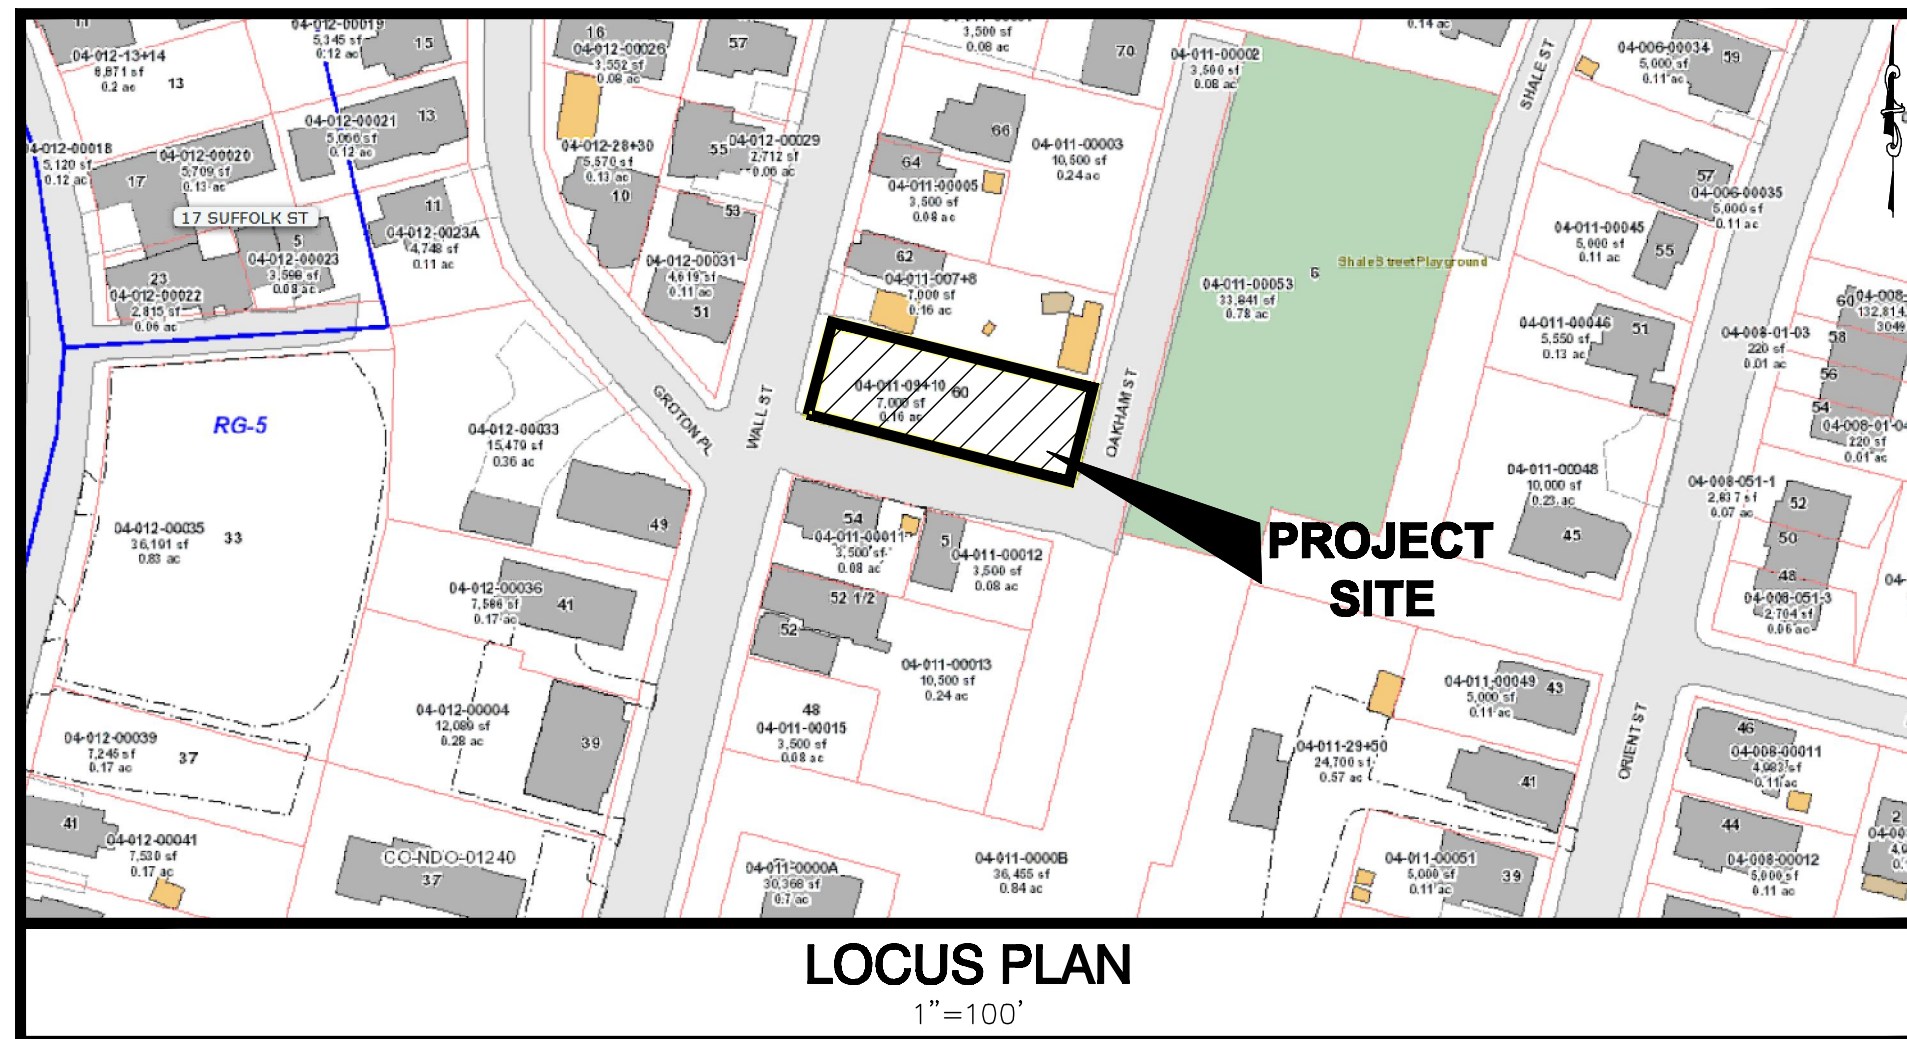 04-012-13+14
8,871 sf
0.2 ac
13
04-012-00019
5,345 sf
0.12 ac
15
16
04-012-00026
3,552 sf
0.08 ac
57
3,500 sf
0.08 ac
70
04-011-00002
3,500 sf
0.08 ac
0.14 ac
SHALE ST
04-006-00034
5,000 sf
0.11 ac
59
04-012-00018
5,120 sf
0.12 ac
04-012-00020
5,709 sf
0.13 ac
17
04-012-00021
5,066 sf
0.12 ac
13
04-012-28+30
5,570 sf
0.13 ac
10
55
04-012-00029
2,712 sf
0.06 ac
64
66
04-011-00003
10,500 sf
0.24 ac
04-011-00005
3,500 sf
0.08 ac
57
04-006-00035
5,000 sf
0.11 ac
17 SUFFOLK ST
11
04-012-0023A
4,748 sf
0.11 ac
53
5
04-012-00023
3,598 sf
0.08 ac
04-011-00045
5,000 sf
0.11 ac
55
23
04-012-00022
2,815 sf
0.06 ac
04-012-00031
4,619 sf
0.11 ac
51
62
04-011-007+8
7,000 sf
0.16 ac
04-011-00053
33,841 sf
0.78 ac
6
Shale Street Playground
04-011-00046
5,550 sf
0.13 ac
51
04-008-01-03
220 sf
0.01 ac
60
04-008-
132,814
3049
58
56
54
04-008-01-04
220 sf
0.01 ac
RG-5
GROTON PL
WALL ST
04-011-09+10
7,000 sf
0.16 ac
60
OAKHAM ST
04-012-00033
15,479 sf
0.36 ac
49
04-011-00048
10,000 sf
0.23 ac
45
04-008-051-1
2,837 sf
0.07 ac
52
50
48
04-008-051-3
2,704 sf
0.06 ac
04-
04-012-00035
36,191 sf
0.83 ac
33
54
04-011-00011
3,500 sf
0.08 ac
5
04-011-00012
3,500 sf
0.08 ac
PROJECT
SITE
04-012-00036
7,586 sf
0.17 ac
41
52 1/2
52
04-011-00013
10,500 sf
0.24 ac
04-012-00004
12,089 sf
0.28 ac
39
48
04-011-00015
3,500 sf
0.08 ac
04-011-00049
5,000 sf
0.11 ac
43
ORIENT ST
04-012-00039
7,245 sf
0.17 ac
37
04-011-29+50
24,700 sf
0.57 ac
41
46
04-008-00011
4,983 sf
0.11 ac
41
04-012-00041
7,530 sf
0.17 ac
CO-NDO-01240
37
04-011-0000A
30,368 sf
0.7 ac
04-011-0000B
36,455 sf
0.84 ac
04-011-00051
5,000 sf
0.11 ac
39
44
04-008-00012
5,000 sf
0.11 ac
2
LOCUS PLAN
1"=100'